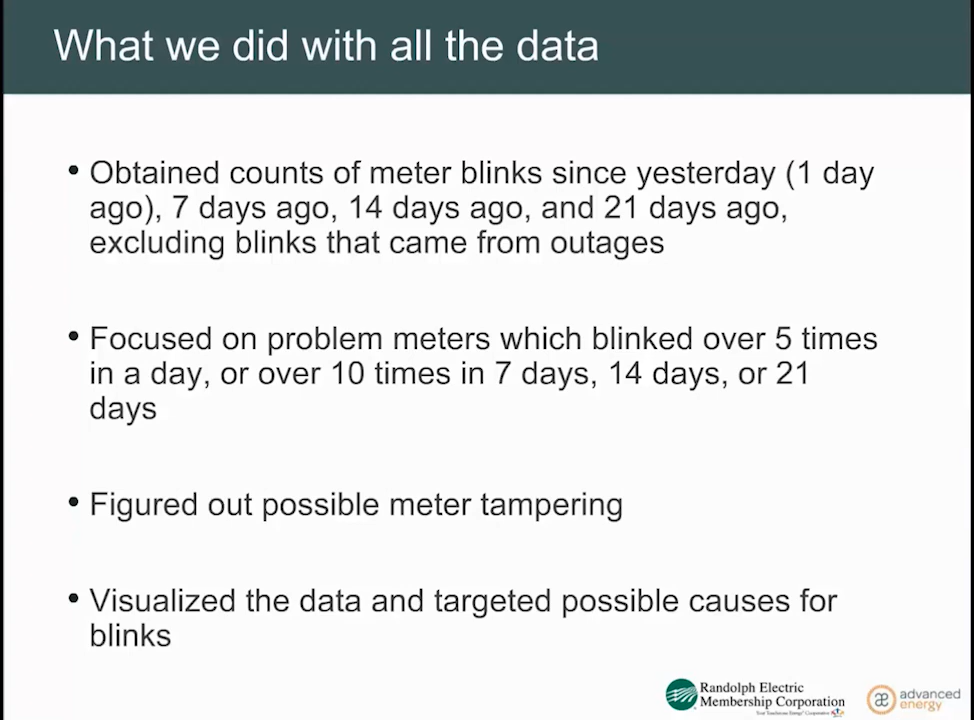 What we did with all the data
• Obtained counts of meter blinks since yesterday (1 day
ago), 7 days ago, 14 days ago, and 21 days ago,
excluding blinks that came from outages
• Focused on problem meters which blinked over 5 times
in a day, or over 10 times in 7 days, 14 days, or 21
days
• Figured out possible meter tampering
• Visualized the data and targeted possible causes for
blinks
Randolph Electric
Membership Corporation
Your Touchstone Energy® Cooperative
æ advanced
energy